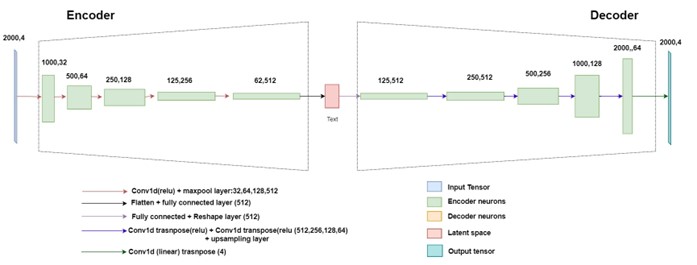 Encoder
Decoder
2000,4
1000,32
500,64
250,128
125,256
62,512
Text
125,512
250,512
500,256
1000,128
2000,,64
2000,4
Conv1d(relu) + maxpool layer:32,64,128,512
Flatten + fully connected layer (512)
Fully connected + Reshape layer (512)
Conv1d trasnpose(relu) + Conv1d transpose(relu (512,256,128,64)
+ upsampling layer
Conv1d (linear) trasnpose (4)
Input Tensor
Encoder neurons
Decoder neurons
Latent space
Output tensor